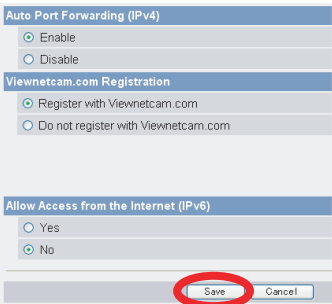 Auto Port Forwarding (IPv4)
Enable
Disable
Viewnetcam.com Registration
Register with Viewnetcam.com
Do not register with Viewnetcam.com
Allow Access from the Internet (IPv6)
Yes
No
Save Cancel